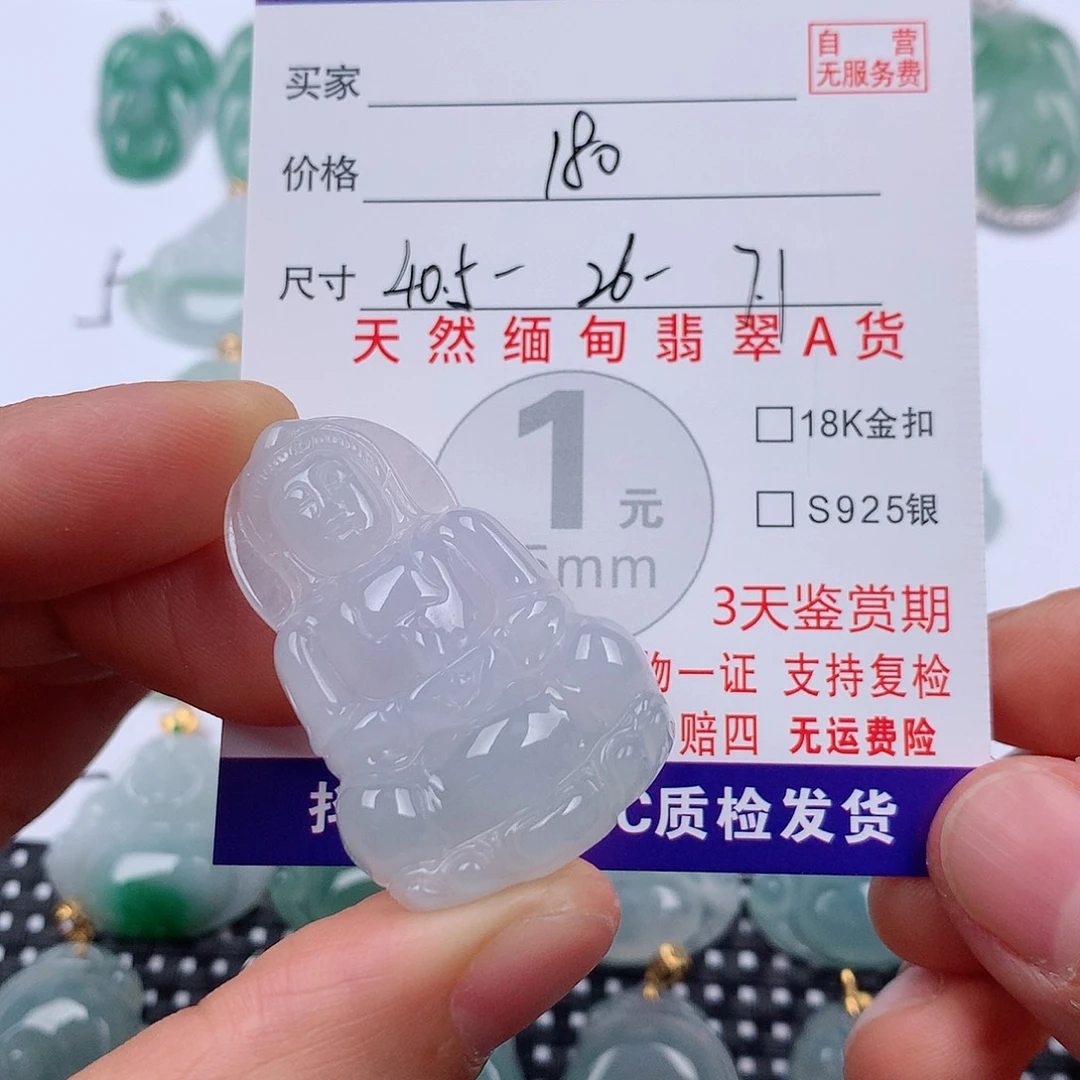 自 营
无服务费
买家
价格 180
尺寸 40.5- 26- 7.1
天然缅甸翡翠A货
1元
5mm
18K金扣
S925银
3天鉴赏期
物一证 支持复检
赔四 无运费险
C质检发货